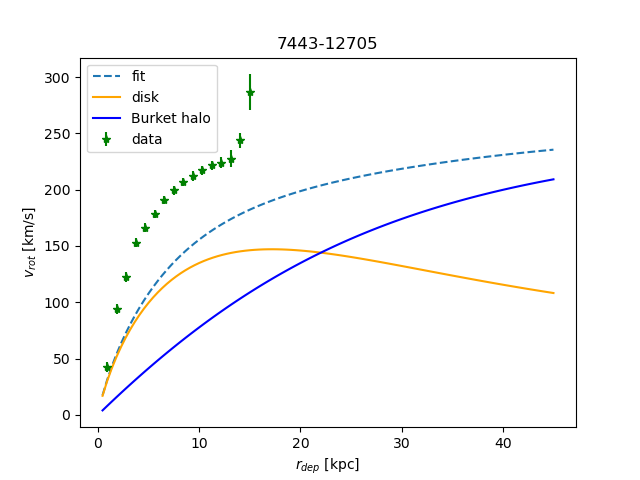 7443-12705
fit
disk
Burket halo
data
300
250
200
150
100
50
0
v_rot [km/s]
0 10 20 30 40
r_dep [kpc]